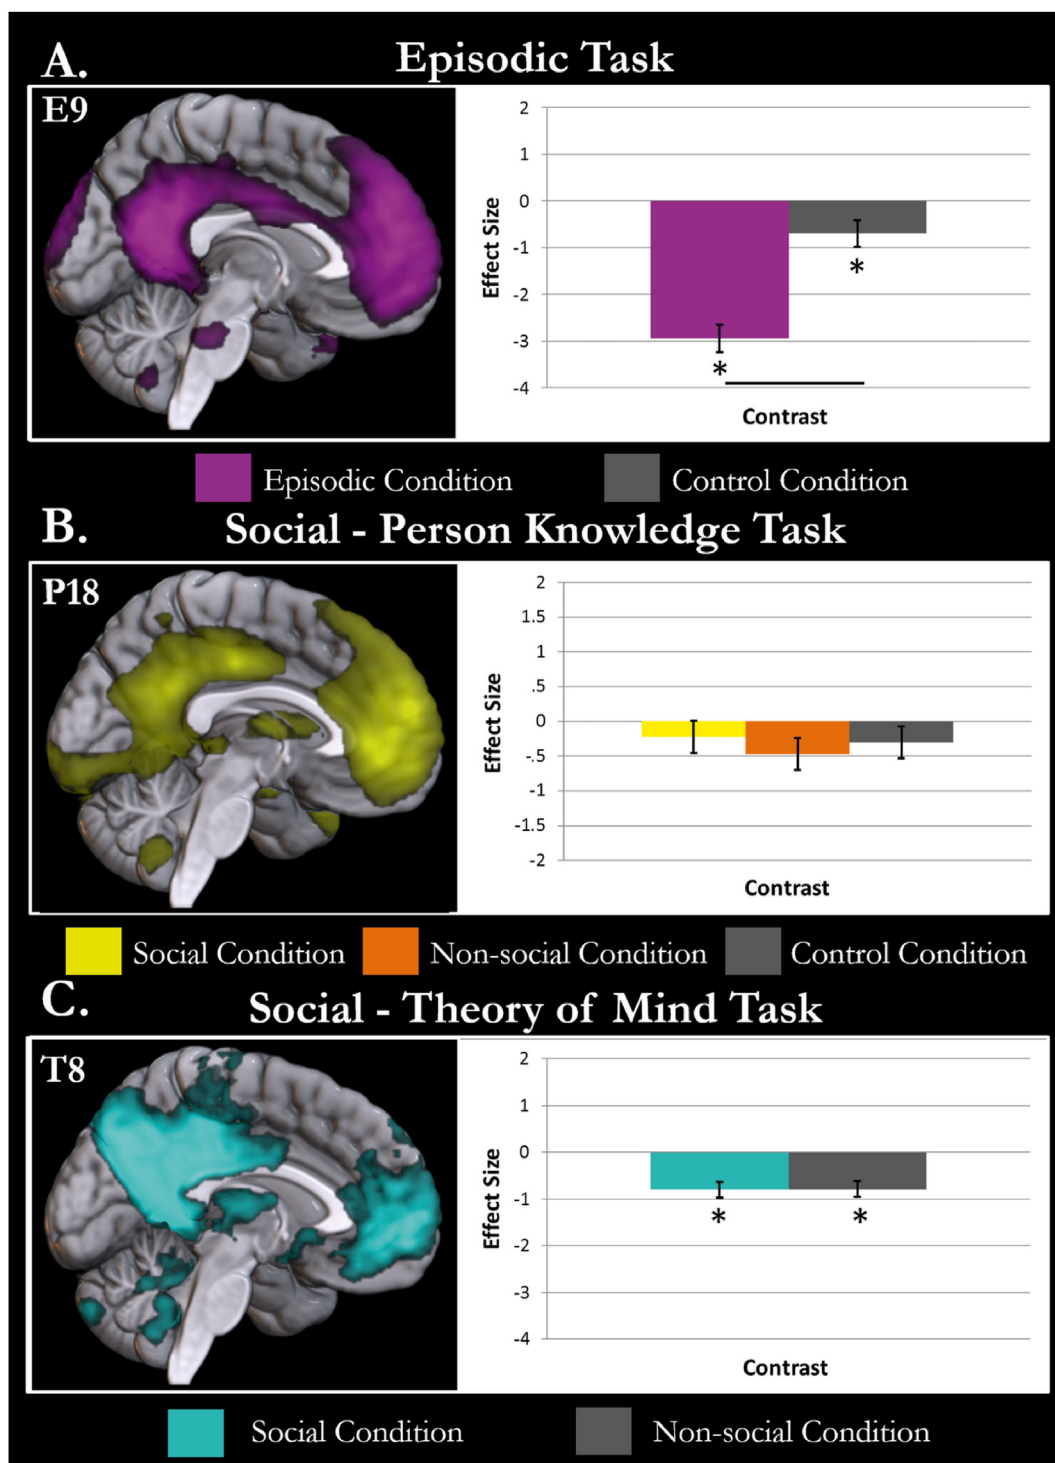 A.
Episodic Task
E9
2
1
0
-1
-2
-3
-4
Effect Size
*
*
Contrast
Episodic Condition
Control Condition
B.
Social - Person Knowledge Task
P18
2
1.5
1
.5
0
-.5
-1
-1.5
-2
Effect Size
Contrast
Social Condition
Non-social Condition
Control Condition
C.
Social - Theory of Mind Task
T8
2
1
0
-1
-2
-3
-4
Effect Size
*
*
Contrast
Social Condition
Non-social Condition